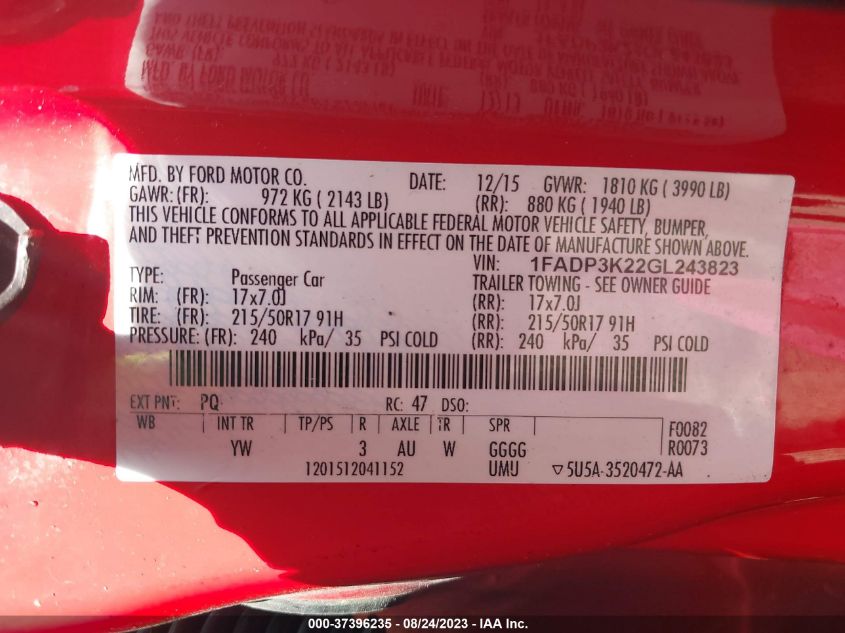 MFD. BY FORD MOTOR CO. DATE: 12/15 GVWR: 1810 KG ( 3990 LB)
GAWR: (FR): 972 KG ( 2143 LB) (RR): 880 KG ( 1940 LB)
THIS VEHICLE CONFORMS TO ALL APPLICABLE FEDERAL MOTOR VEHICLE SAFETY, BUMPER,
AND THEFT PREVENTION STANDARDS IN EFFECT ON THE DATE OF MANUFACTURE SHOWN ABOVE.
VIN: 1FADP3K22GL243823
TYPE: Passenger Car TRAILER TOWING - SEE OWNER GUIDE
RIM: (FR): 17x7.0J (RR): 17x7.0J
TIRE: (FR): 215/50R17 91H (RR): 215/50R17 91H
PRESSURE: (FR): 240 kPa/ 35 PSI COLD (RR): 240 kPa/ 35 PSI COLD
EXT PNT: PQ RC: 47 DSO:
WB INT TR TP/PS R AXLE TR SPR F0082
YW 3 AU W GGGG R0073
1201512041152 UMU ▽5U5A-3520472-AA
000-37396235 - 08/24/2023 - IAA Inc.